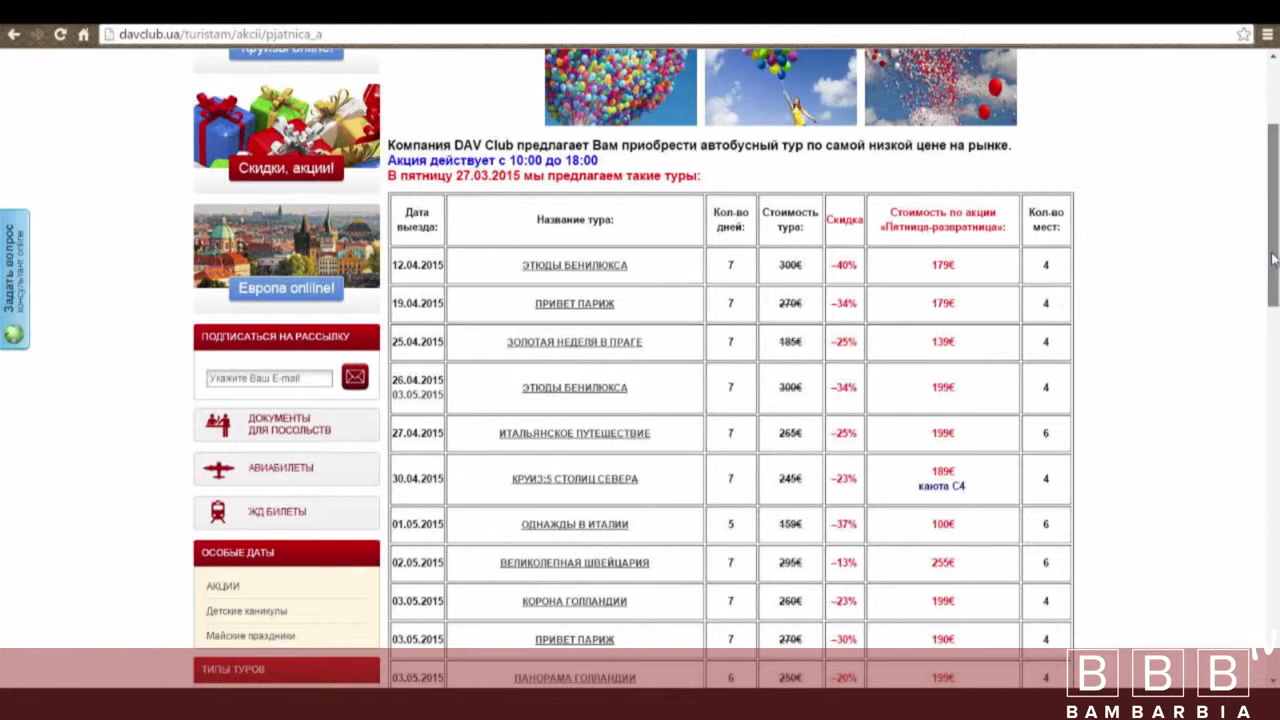 davclub.ua/turistam/akcii/pjatnica_a
Круизы online!
Скидки, акции!
Европа onlilne!
Задать вопрос
консультант online
ПОДПИСАТЬСЯ НА РАССЫЛКУ
Укажите Ваш E-mail
ДОКУМЕНТЫ
ДЛЯ ПОСОЛЬСТВ
АВИАБИЛЕТЫ
ЖД БИЛЕТЫ
ОСОБЫЕ ДАТЫ
АКЦИИ
Детские каникулы
Майские праздники
ТИПЫ ТУРОВ
Компания DAV Club предлагает Вам приобрести автобусный тур по самой низкой цене на рынке.
Акция действует с 10:00 до 18:00
В пятницу 27.03.2015 мы предлагаем такие туры:
Дата выезда: Название тура: Кол-во дней: Стоимость тура: Скидка Стоимость по акции «Пятница-развратница»: Кол-во мест:
12.04.2015 ЭТЮДЫ БЕНИЛЮКСА 7 300€ –40% 179€ 4
19.04.2015 ПРИВЕТ ПАРИЖ 7 270€ –34% 179€ 4
25.04.2015 ЗОЛОТАЯ НЕДЕЛЯ В ПРАГЕ 7 185€ –25% 139€ 4
26.04.2015 03.05.2015 ЭТЮДЫ БЕНИЛЮКСА 7 300€ –34% 199€ 4
27.04.2015 ИТАЛЬЯНСКОЕ ПУТЕШЕСТВИЕ 7 265€ –25% 199€ 6
30.04.2015 КРУИЗ:5 СТОЛИЦ СЕВЕРА 7 245€ –23% 189€ каюта С4 4
01.05.2015 ОДНАЖДЫ В ИТАЛИИ 5 159€ –37% 100€ 6
02.05.2015 ВЕЛИКОЛЕПНАЯ ШВЕЙЦАРИЯ 7 295€ –13% 255€ 6
03.05.2015 КОРОНА ГОЛЛАНДИИ 7 260€ –23% 199€ 4
03.05.2015 ПРИВЕТ ПАРИЖ 7 270€ –30% 190€ 4
03.05.2015 ПАНОРАМА ГОЛЛАНДИИ 6 250€ –20% 199€ 4
BBB TV
BAMBARBIA